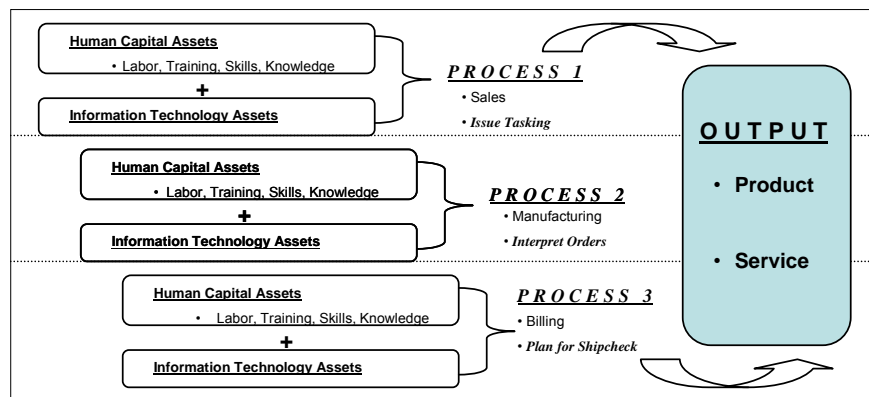 Human Capital Assets
• Labor, Training, Skills, Knowledge
+
Information Technology Assets
PROCESS 1
• Sales
• Issue Tasking
Human Capital Assets
• Labor, Training, Skills, Knowledge
+
Information Technology Assets
PROCESS 2
• Manufacturing
• Interpret Orders
Human Capital Assets
• Labor, Training, Skills, Knowledge
+
Information Technology Assets
PROCESS 3
• Billing
• Plan for Shipcheck
OUTPUT
• Product
• Service